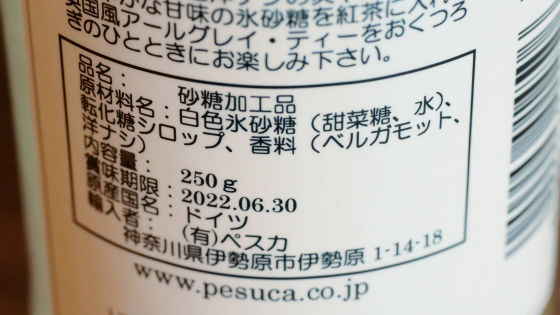 かな甘味の氷砂糖を紅茶に入れ
英国風アールグレイ・ティーをおくつろ
ぎのひとときにお楽しみ下さい。
品名： 砂糖加工品
原材料名：白色氷砂糖（甜菜糖、水）、
転化糖シロップ、香料（ベルガモット、
洋ナシ）
内容量： 250ｇ
賞味期限：2022.06.30
原産国名：ドイツ
輸入者： (有)ペスカ
神奈川県伊勢原市伊勢原 1-14-18
www.pesuca.co.jp